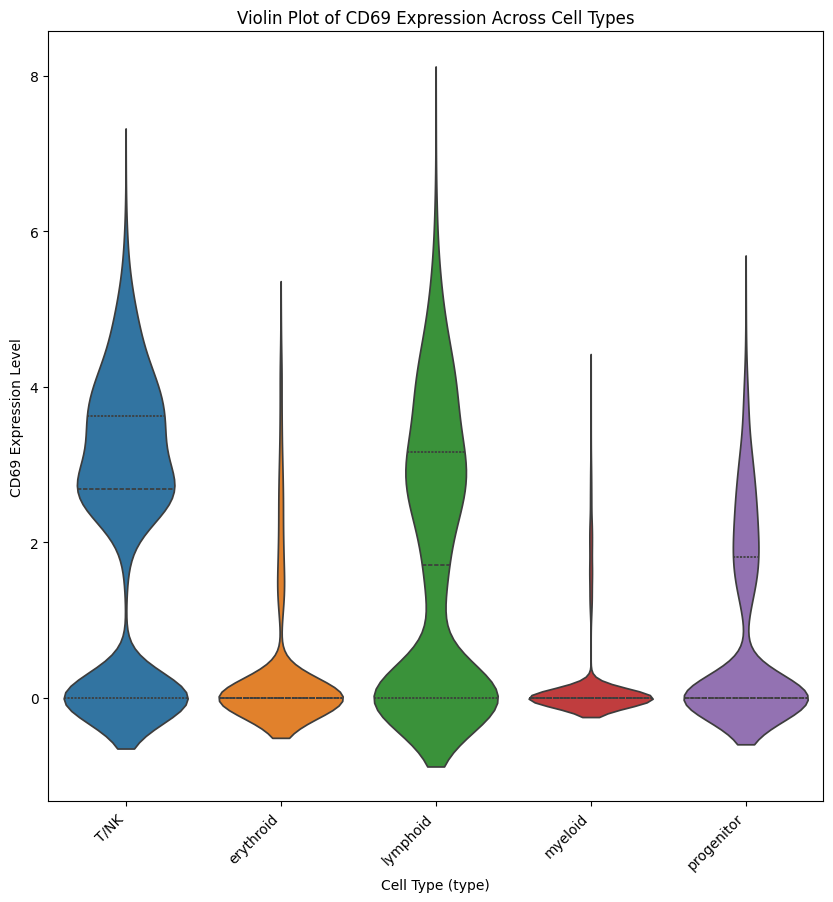 Violin Plot of CD69 Expression Across Cell Types
CD69 Expression Level
8
6
4
2
0
T/NK
erythroid
lymphoid
myeloid
progenitor
Cell Type (type)